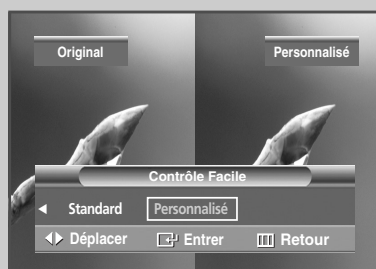 Original Personnalisé
Contrôle Facile
Standard Personnalisé
Déplacer Entrer Retour